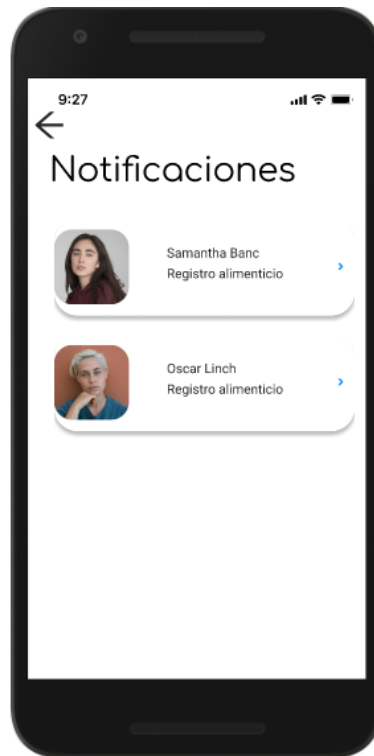 9:27
Notificaciones
Samantha Banc
Registro alimenticio
Oscar Linch
Registro alimenticio